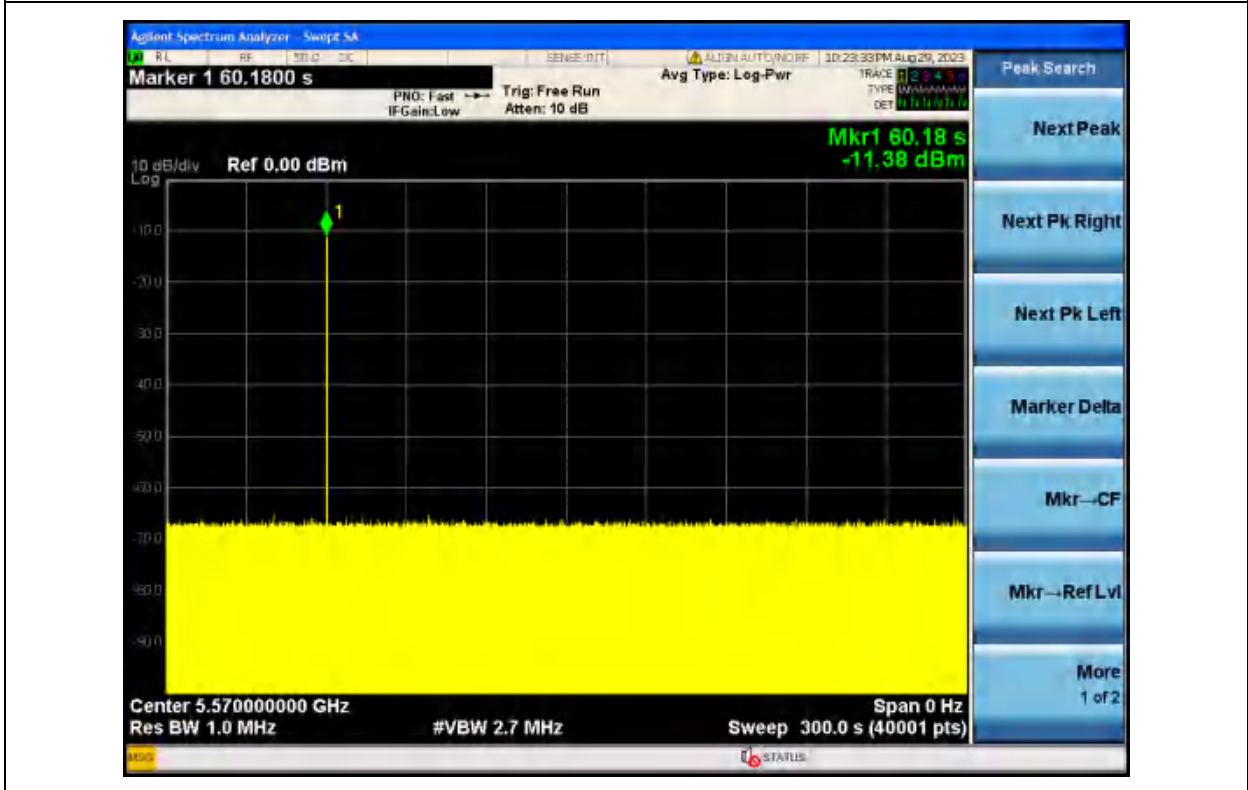 Agilent Spectrum Analyzer - Swept SA
RL RF 50 Ω DC SENSE:INT ALIGN AUTO/NO RF 10:23:33 PM Aug 29, 2023
Marker 1 60.1800 s
PNO: Fast
IFGain:Low
Trig: Free Run
Atten: 10 dB
Avg Type: Log-Pwr
TRACE 1 2 3 4 5 6
TYPE
DET N N N N N N
Mkr1 60.18 s
-11.38 dBm
10 dB/div Ref 0.00 dBm
Log
1
-10.0
-20.0
-30.0
-40.0
-50.0
-60.0
-70.0
-80.0
-90.0
Center 5.570000000 GHz Span 0 Hz
Res BW 1.0 MHz #VBW 2.7 MHz Sweep 300.0 s (40001 pts)
MSG STATUS
Peak Search
Next Peak
Next Pk Right
Next Pk Left
Marker Delta
Mkr→CF
Mkr→Ref Lvl
More
1 of 2